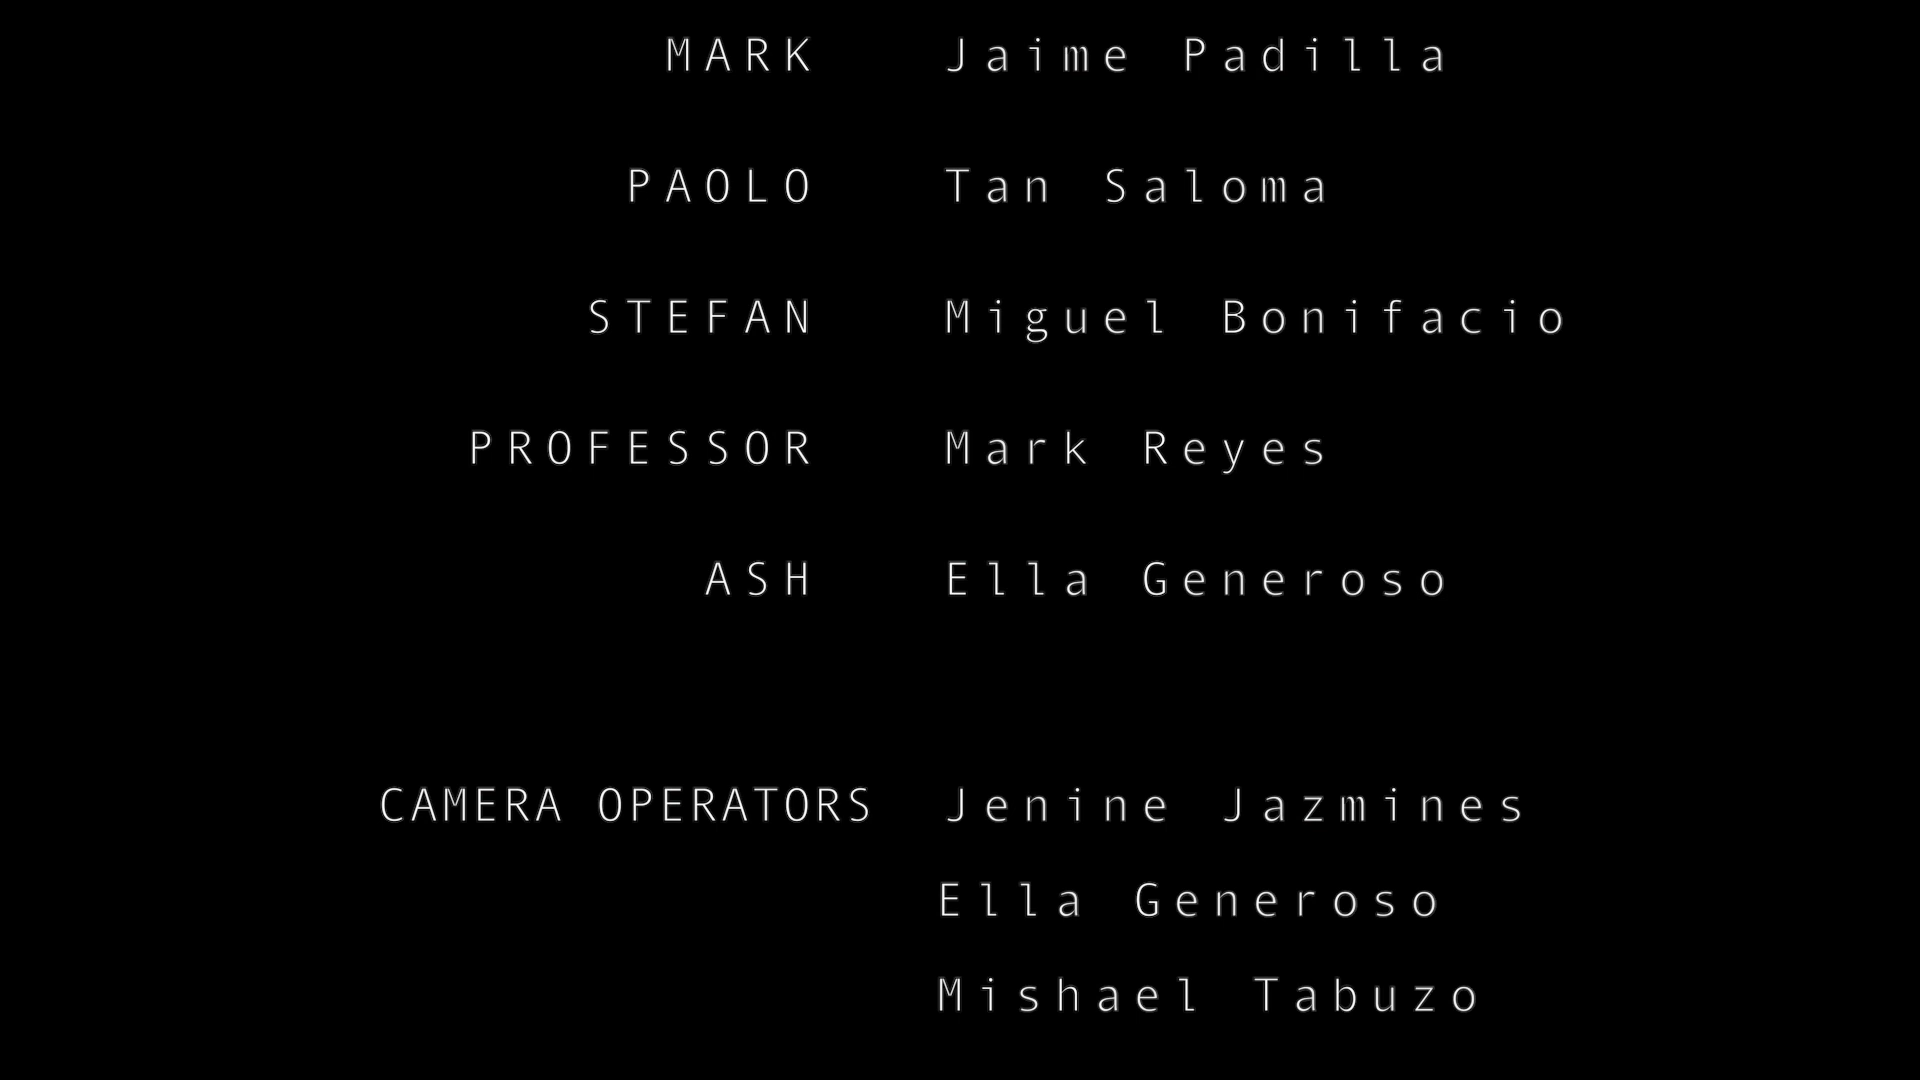 MARK Jaime Padilla
PAOLO Tan Saloma
STEFAN Miguel Bonifacio
PROFESSOR Mark Reyes
ASH Ella Generoso
CAMERA OPERATORS Jenine Jazmines
Ella Generoso
Mishael Tabuzo